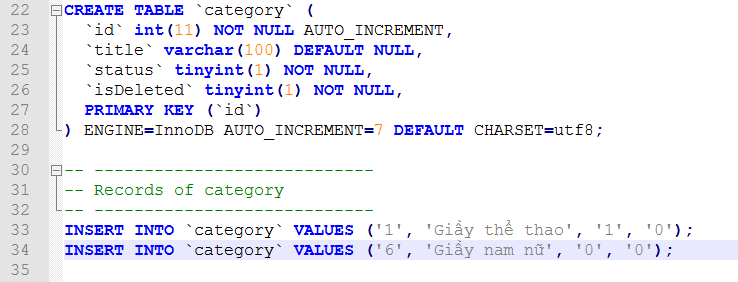 22 CREATE TABLE `category` (
23 `id` int(11) NOT NULL AUTO_INCREMENT,
24 `title` varchar(100) DEFAULT NULL,
25 `status` tinyint(1) NOT NULL,
26 `isDeleted` tinyint(1) NOT NULL,
27 PRIMARY KEY (`id`)
28 ) ENGINE=InnoDB AUTO_INCREMENT=7 DEFAULT CHARSET=utf8;
29
30 -- ----------------------------
31 -- Records of category
32 -- ----------------------------
33 INSERT INTO `category` VALUES ('1', 'Giầy thể thao', '1', '0');
34 INSERT INTO `category` VALUES ('6', 'Giầy nam nữ', '0', '0');
35